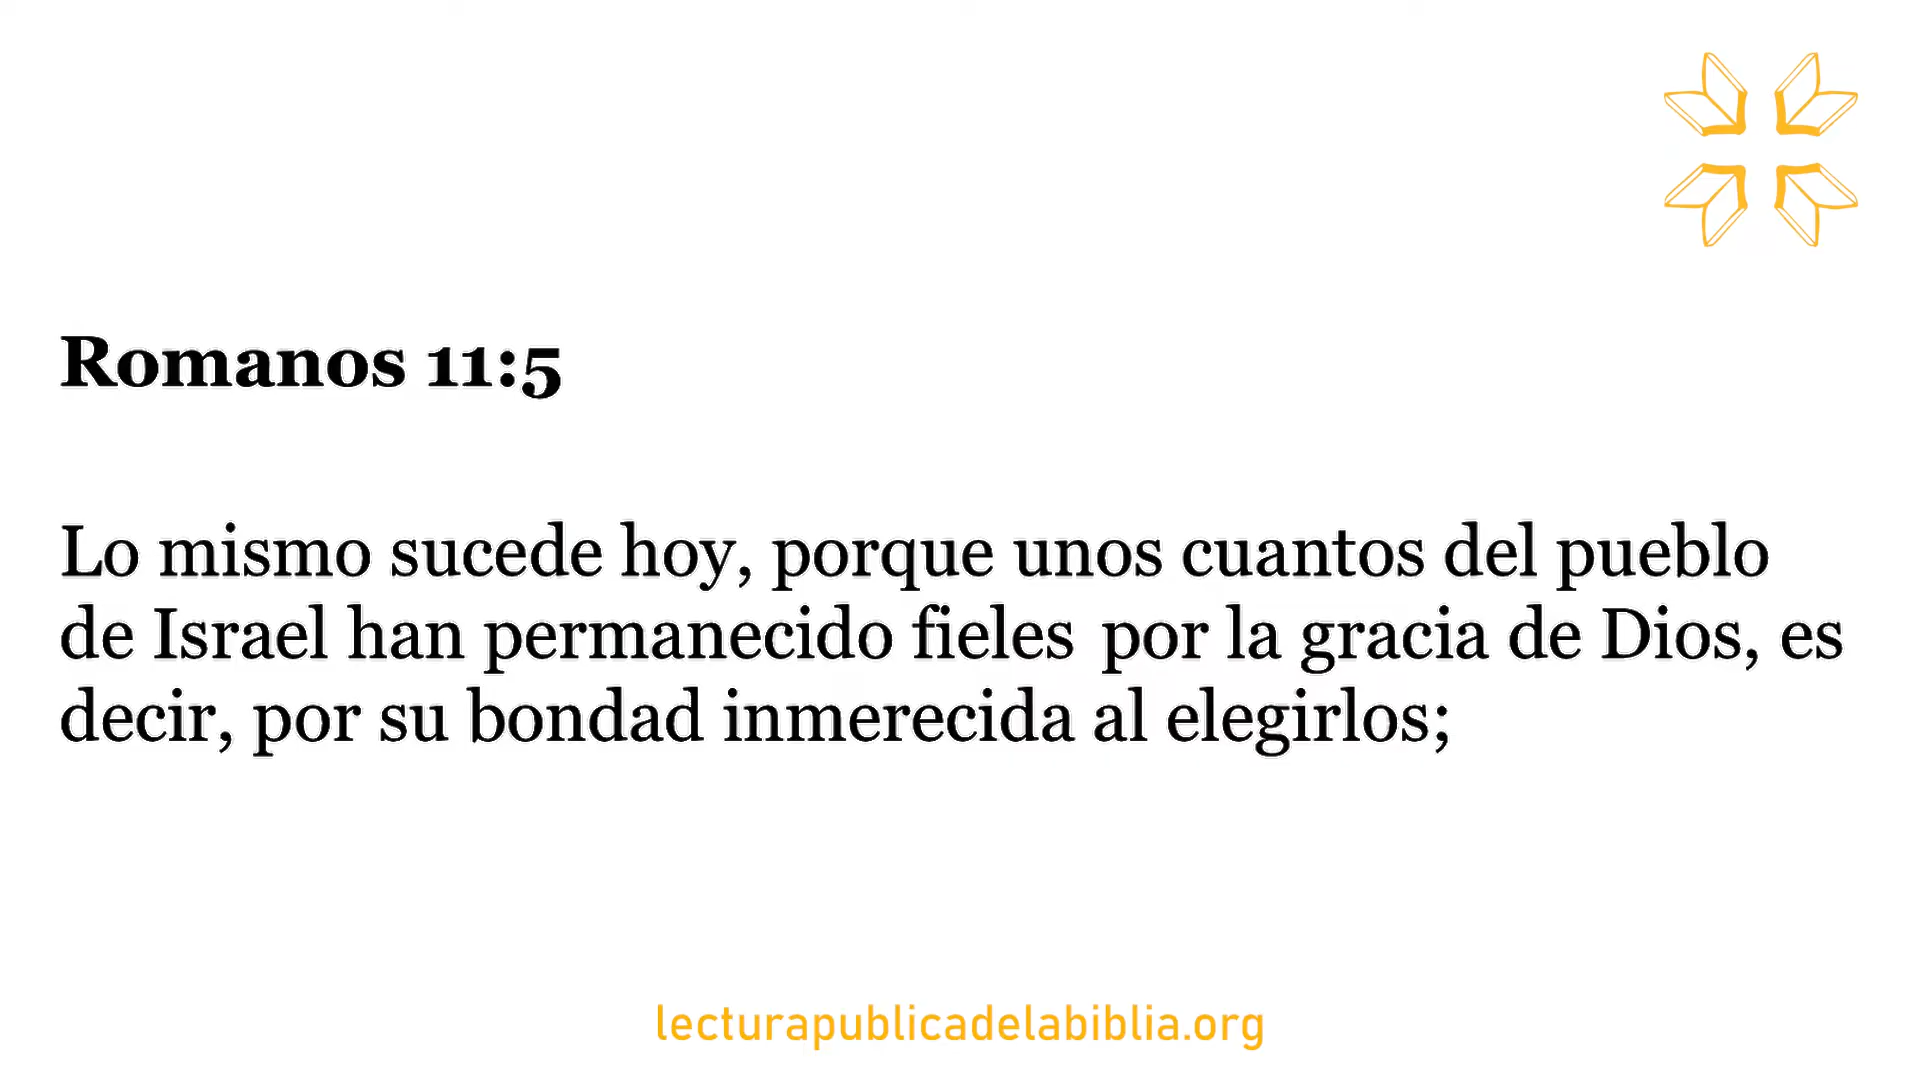 Romanos 11:5
Lo mismo sucede hoy, porque unos cuantos del pueblo
de Israel han permanecido fieles por la gracia de Dios, es
decir, por su bondad inmerecida al elegirlos;
lecturapublicadelabiblia.org